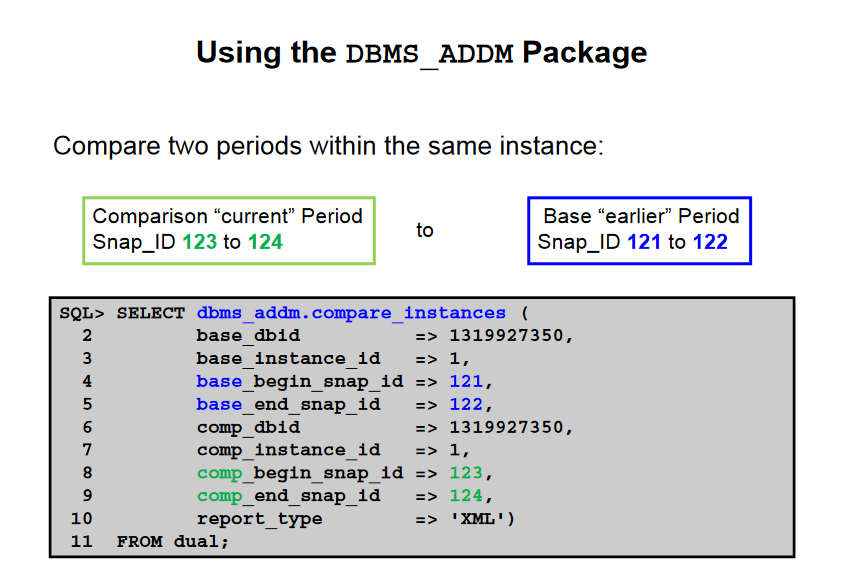 Using the DBMS_ADDM Package
Compare two periods within the same instance:
Comparison “current” Period
Snap_ID 123 to 124
to
Base “earlier” Period
Snap_ID 121 to 122
SQL> SELECT dbms_addm.compare_instances (
2 base_dbid => 1319927350,
3 base_instance_id => 1,
4 base_begin_snap_id => 121,
5 base_end_snap_id => 122,
6 comp_dbid => 1319927350,
7 comp_instance_id => 1,
8 comp_begin_snap_id => 123,
9 comp_end_snap_id => 124,
10 report_type => 'XML')
11 FROM dual;